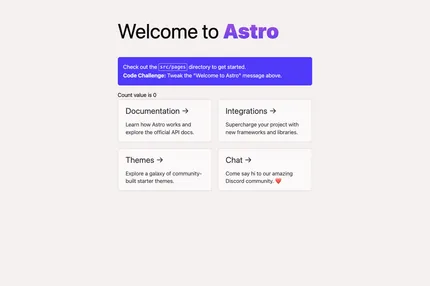 Welcome to Astro
Check out the src/pages directory to get started.
Code Challenge: Tweak the "Welcome to Astro" message above.
Count value is 0
Documentation →
Learn how Astro works and
explore the official API docs.
Integrations →
Supercharge your project with
new frameworks and libraries.
Themes →
Explore a galaxy of community-
built starter themes.
Chat →
Come say hi to our amazing
Discord community. ❤️